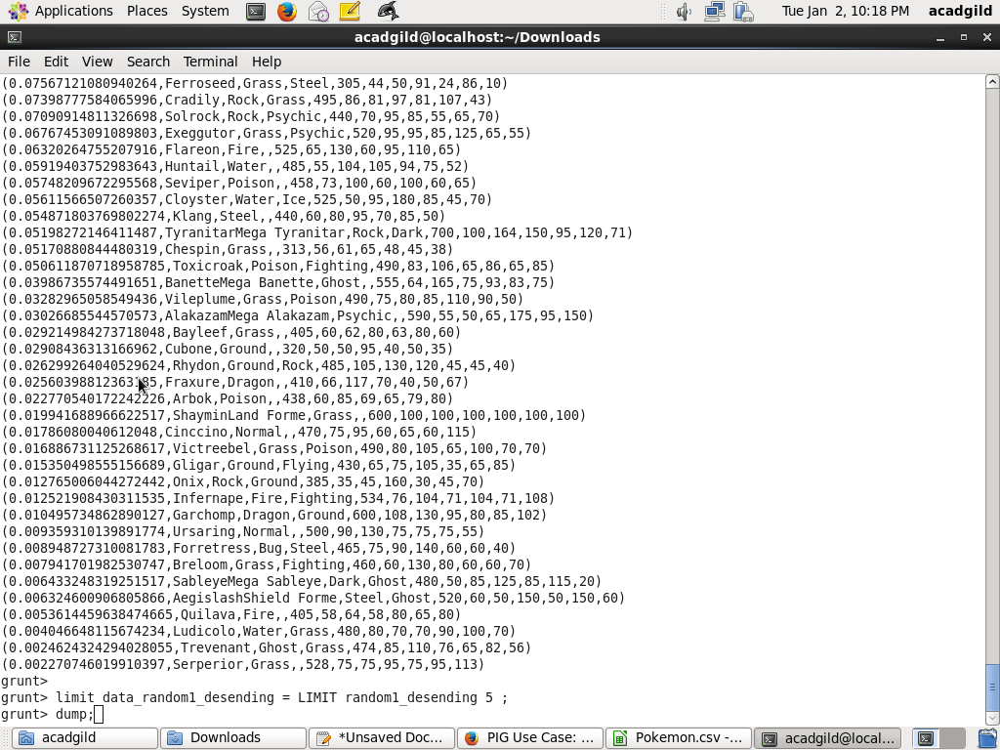 Applications Places System Tue Jan 2, 10:18 PM acadgild
acadgild@localhost:~/Downloads
File Edit View Search Terminal Help
(0.07567121080940264,Ferroseed,Grass,Steel,305,44,50,91,24,86,10)
(0.07398777584065996,Cradily,Rock,Grass,495,86,81,97,81,107,43)
(0.07090914811326698,Solrock,Rock,Psychic,440,70,95,85,55,65,70)
(0.06767453091089803,Exeggutor,Grass,Psychic,520,95,95,85,125,65,55)
(0.06320264755207916,Flareon,Fire,,525,65,130,60,95,110,65)
(0.05919403752983643,Huntail,Water,,485,55,104,105,94,75,52)
(0.05748209672295568,Seviper,Poison,,458,73,100,60,100,60,65)
(0.05611566507260357,Cloyster,Water,Ice,525,50,95,180,85,45,70)
(0.054871803769802274,Klang,Steel,,440,60,80,95,70,85,50)
(0.05198272146411487,TyranitarMega Tyranitar,Rock,Dark,700,100,164,150,95,120,71)
(0.05170880844480319,Chespin,Grass,,313,56,61,65,48,45,38)
(0.050611870718958785,Toxicroak,Poison,Fighting,490,83,106,65,86,65,85)
(0.03986735574491651,BanetteMega Banette,Ghost,,555,64,165,75,93,83,75)
(0.03282965058549436,Vileplume,Grass,Poison,490,75,80,85,110,90,50)
(0.03026685544570573,AlakazamMega Alakazam,Psychic,,590,55,50,65,175,95,150)
(0.029214984273718048,Bayleef,Grass,,405,60,62,80,63,80,60)
(0.02908436313166962,Cubone,Ground,,320,50,50,95,40,50,35)
(0.026299264040529624,Rhydon,Ground,Rock,485,105,130,120,45,45,40)
Fraxure,Dragon,,410,66,117,70,40,50,67)
(0.022770540172242226,Arbok,Poison,,438,60,85,69,65,79,80)
(0.019941688966622517,ShayminLand Forme,Grass,,600,100,100,100,100,100,100)
(0.01786080040612048,Cinccino,Normal,,470,75,95,60,65,60,115)
(0.016886731125268617,Victreebel,Grass,Poison,490,80,105,65,100,70,70)
(0.015350498555156689,Gligar,Ground,Flying,430,65,75,105,35,65,85)
(0.012765006044272442,Onix,Rock,Ground,385,35,45,160,30,45,70)
(0.012521908430311535,Infernape,Fire,Fighting,534,76,104,71,104,71,108)
(0.010495734862890127,Garchomp,Dragon,Ground,600,108,130,95,80,85,102)
(0.009359310139891774,Ursaring,Normal,,500,90,130,75,75,75,55)
(0.008948727310081783,Forretress,Bug,Steel,465,75,90,140,60,60,40)
(0.007941701982530747,Breloom,Grass,Fighting,460,60,130,80,60,60,70)
(0.006433248319251517,SableyeMega Sableye,Dark,Ghost,480,50,85,125,85,115,20)
(0.006324600906805866,AegislashShield Forme,Steel,Ghost,520,60,50,150,50,150,60)
(0.0053614459638474665,Quilava,Fire,,405,58,64,58,80,65,80)
(0.004046648115674234,Ludicolo,Water,Grass,480,80,70,70,90,100,70)
(0.0024624324294028055,Trevenant,Ghost,Grass,474,85,110,76,65,82,56)
(0.002270746019910397,Serperior,Grass,,528,75,75,95,75,95,113)
grunt>
grunt> limit_data_random1_desending = LIMIT random1_desending 5 ;
grunt> dump;
acadgild Downloads *Unsaved Doc... PIG Use Case: ... Pokemon.csv -... acadgild@local...